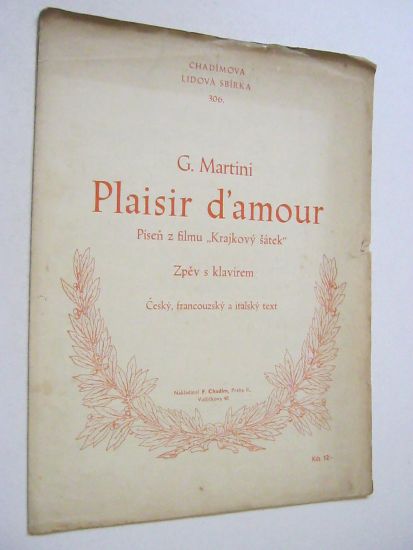 CHADÍMOVA
LIDOVÁ SBÍRKA
306.
G. Martini
Plaisir d'amour
Píseň z filmu „Krajkový šátek"
Zpěv s klavírem
Český, francouzský a italský text
Nakladatel F. Chadím, Praha II.,
Kčs 12·-